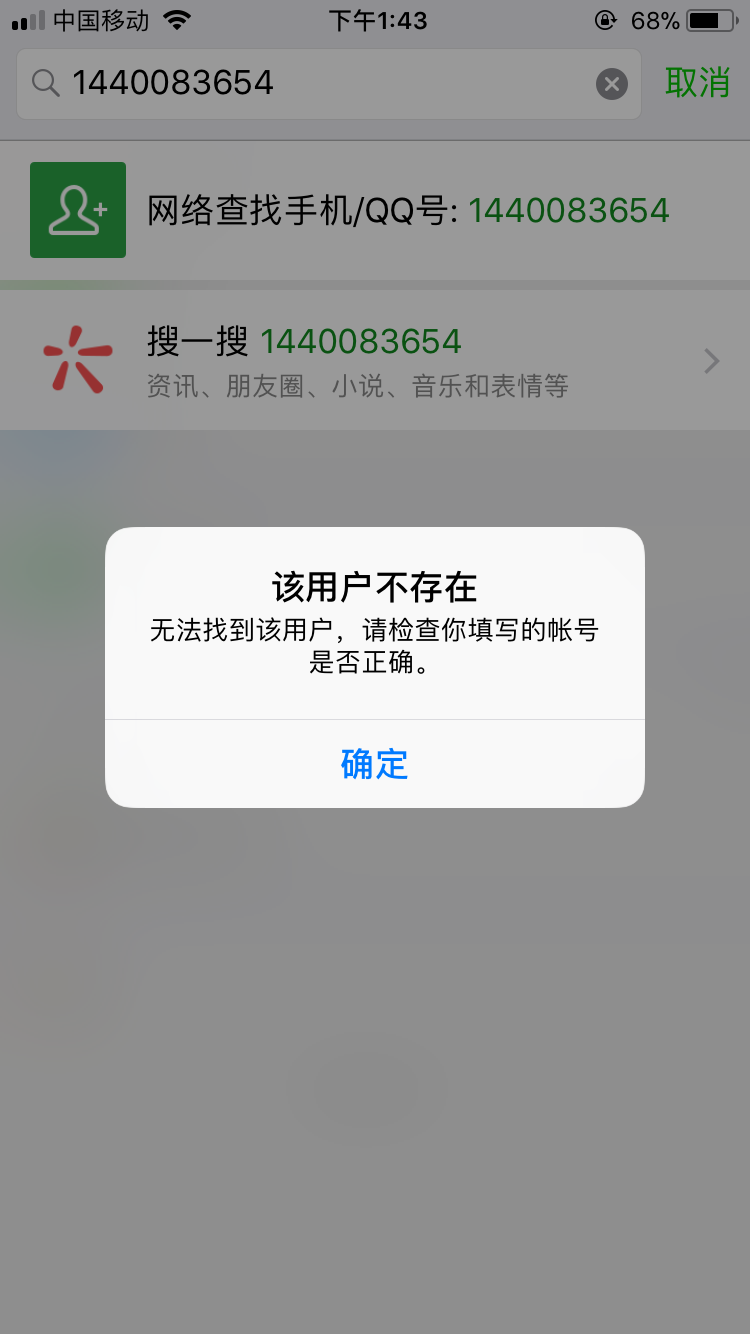 中国移动 下午1:43 68%
1440083654 取消
网络查找手机/QQ号: 1440083654
搜一搜 1440083654
资讯、朋友圈、小说、音乐和表情等
该用户不存在
无法找到该用户，请检查你填写的帐号
是否正确。
确定